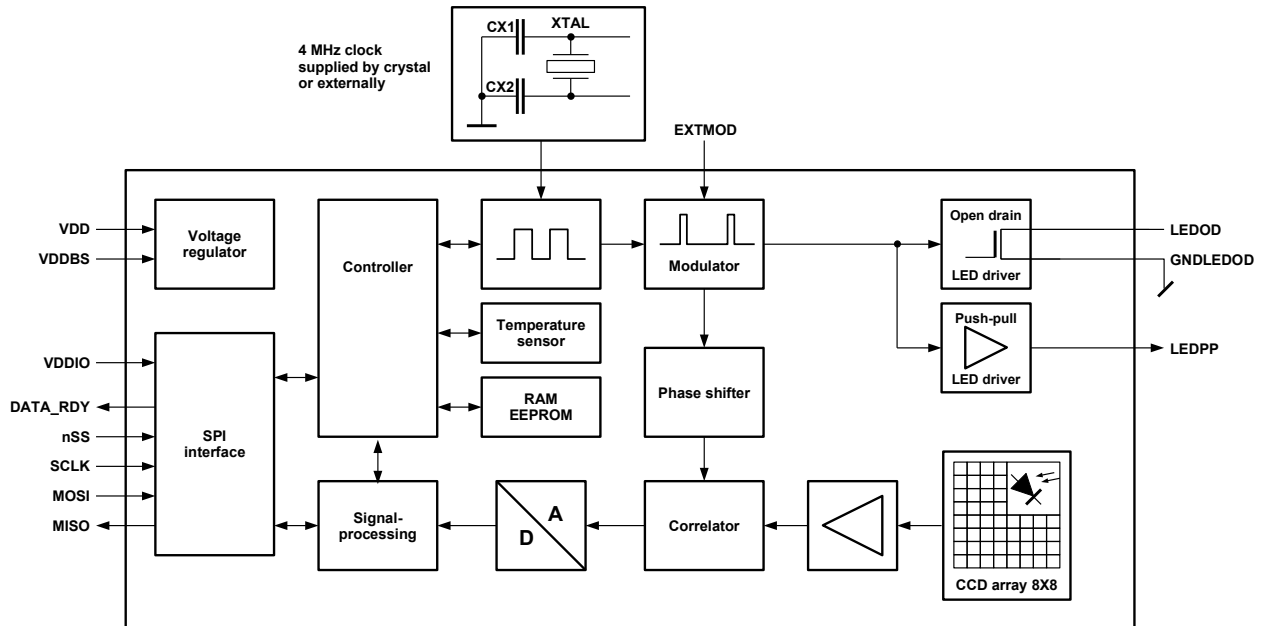 CX1
XTAL
4 MHz clock
supplied by crystal
or externally
CX2
EXTMOD
VDD
VDDBS
Voltage
regulator
Controller
Modulator
Open drain
LED driver
LEDOD
GNDLEDOD
Temperature
sensor
Push-pull
LED driver
LEDPP
VDDIO
DATA_RDY
nSS
SCLK
MOSI
MISO
SPI
interface
RAM
EEPROM
Phase shifter
Signal-
processing
A
D
Correlator
CCD array 8X8